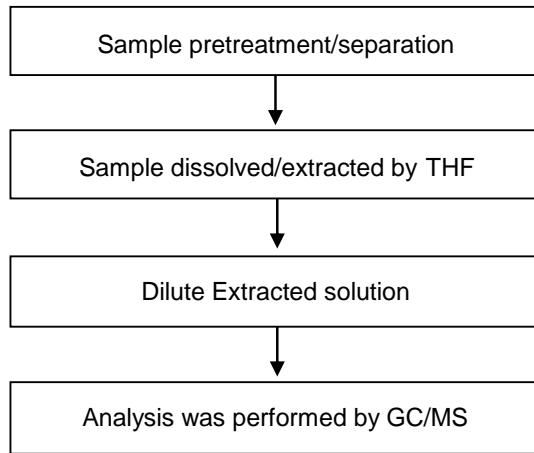 Sample pretreatment/separation
Sample dissolved/extracted by THF
Dilute Extracted solution
Analysis was performed by GC/MS